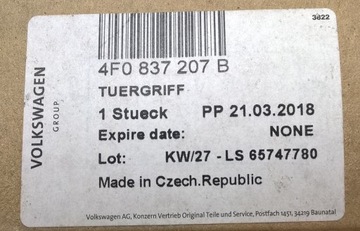 3822
VOLKSWAGEN
GROUP
4F0 837 207 B
TUERGRIFF
1 Stueck PP 21.03.2018
Expire date: NONE
Lot: KW/27 - LS 65747780
Made in Czech.Republic
Volkswagen AG, Konzern Vertrieb Original Teile und Service, Postfach 1451, 34219 Baunatal